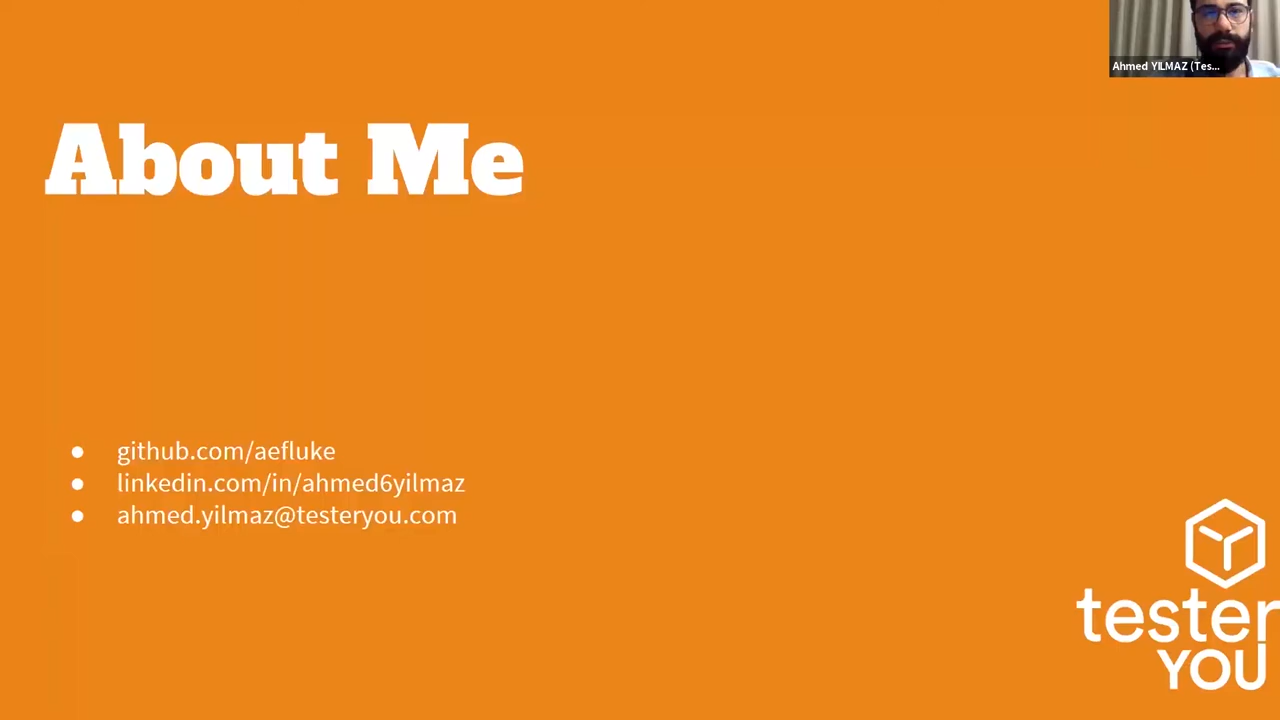 Ahmed YILMAZ (Tes...
About Me
● github.com/aefluke
● linkedin.com/in/ahmed6yilmaz
● ahmed.yilmaz@testeryou.com
tester
YOU